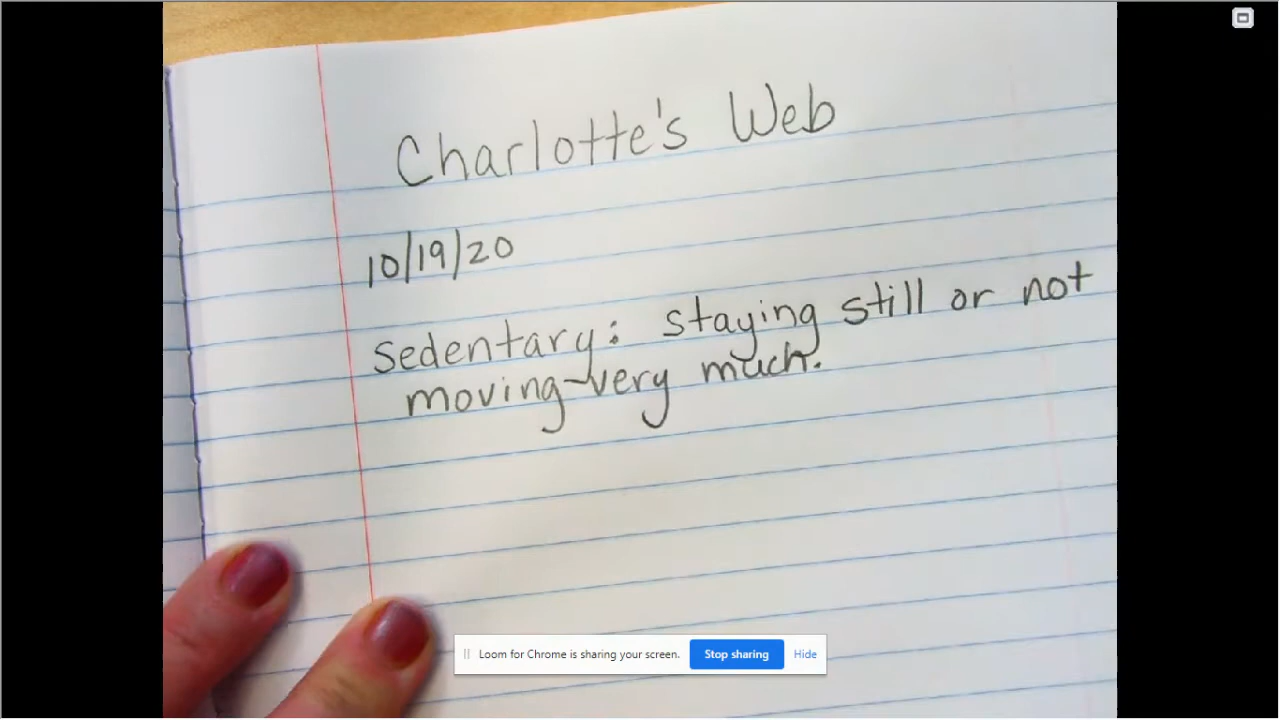 Charlotte's Web
10/19/20
Sedentary: staying still or not
moving very much.
Loom for Chrome is sharing your screen. Stop sharing Hide